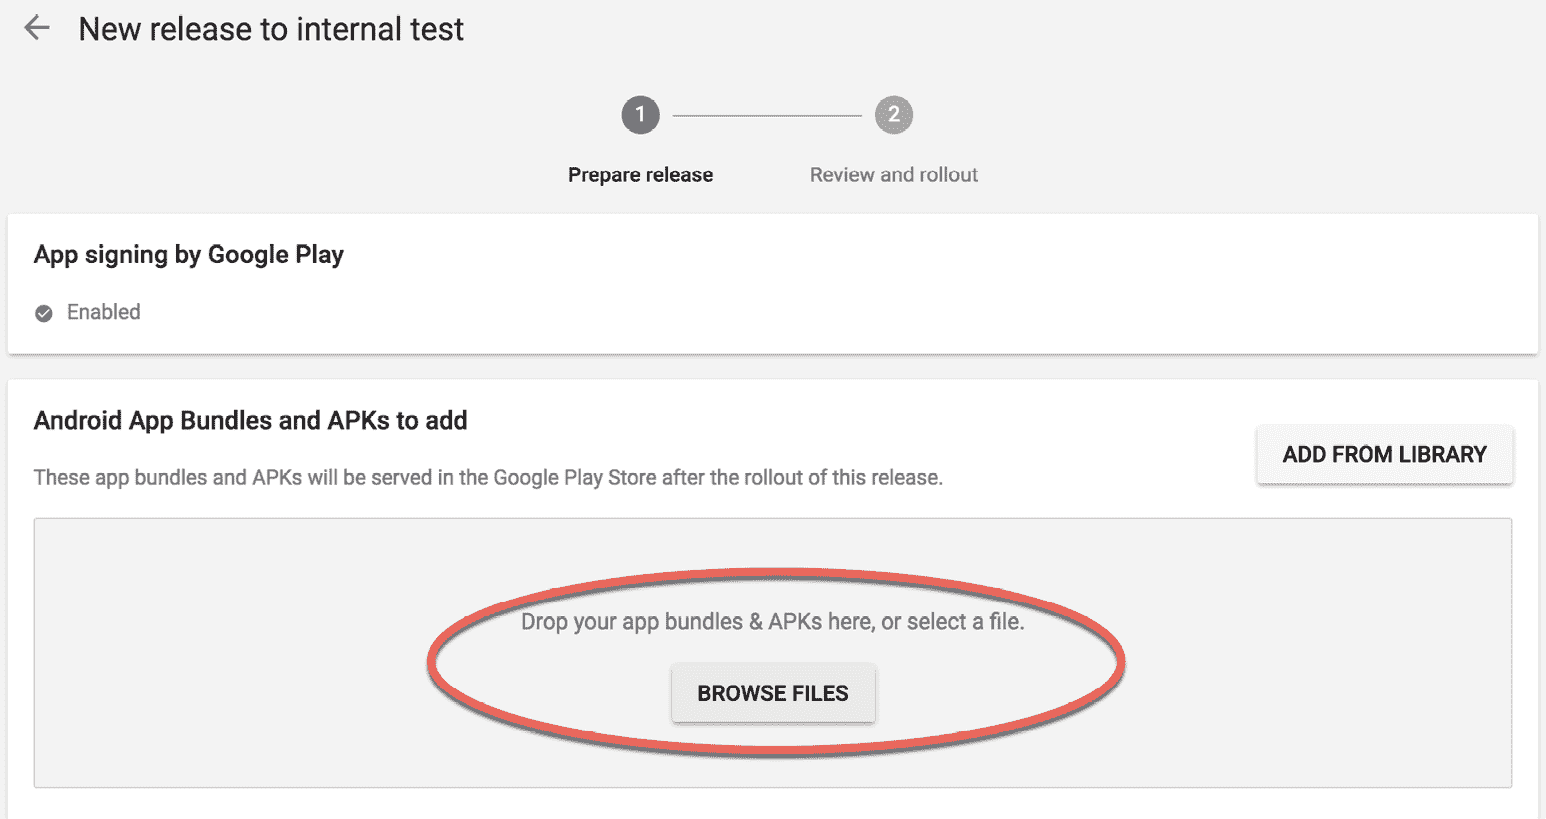 New release to internal test
1
2
Prepare release
Review and rollout
App signing by Google Play
Enabled
Android App Bundles and APKs to add
ADD FROM LIBRARY
These app bundles and APKs will be served in the Google Play Store after the rollout of this release.
Drop your app bundles & APKs here, or select a file.
BROWSE FILES